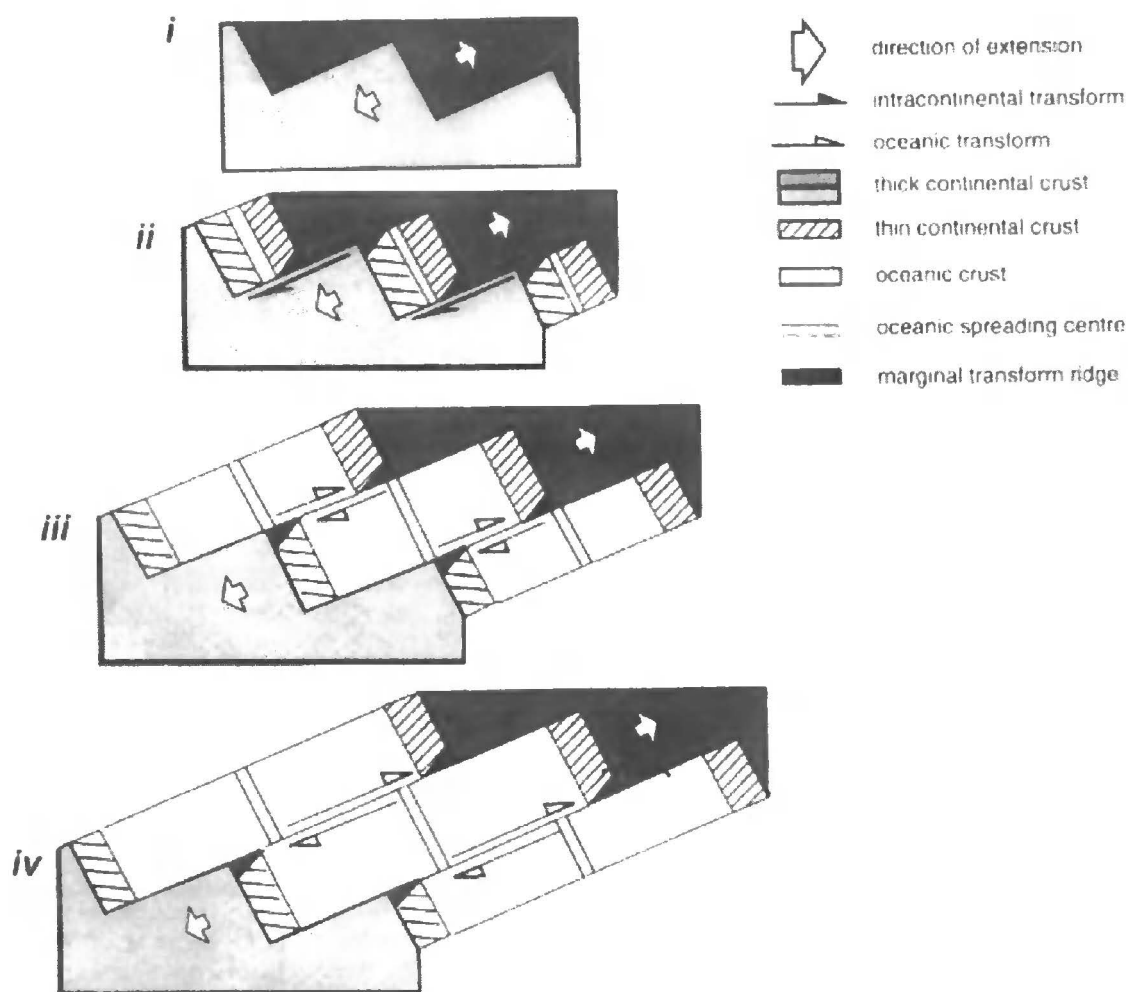 i
direction of extension
intracontinental transform
oceanic transform
thick continental crust
ii
thin continental crust
oceanic crust
oceanic spreading centre
marginal transform ridge
iii
iv